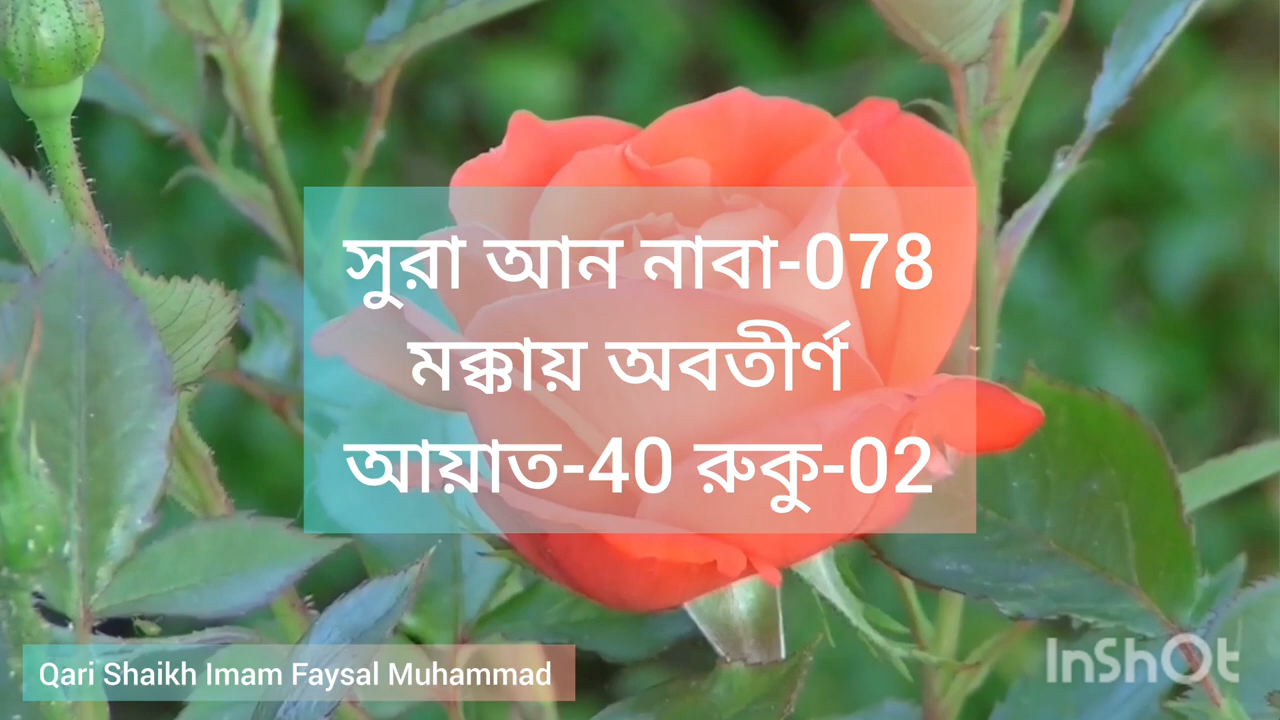 সুরা আন নাবা-078
মক্কায় অবতীর্ণ
আয়াত-40 রুকু-02
Qari Shaikh Imam Faysal Muhammad
InShOt